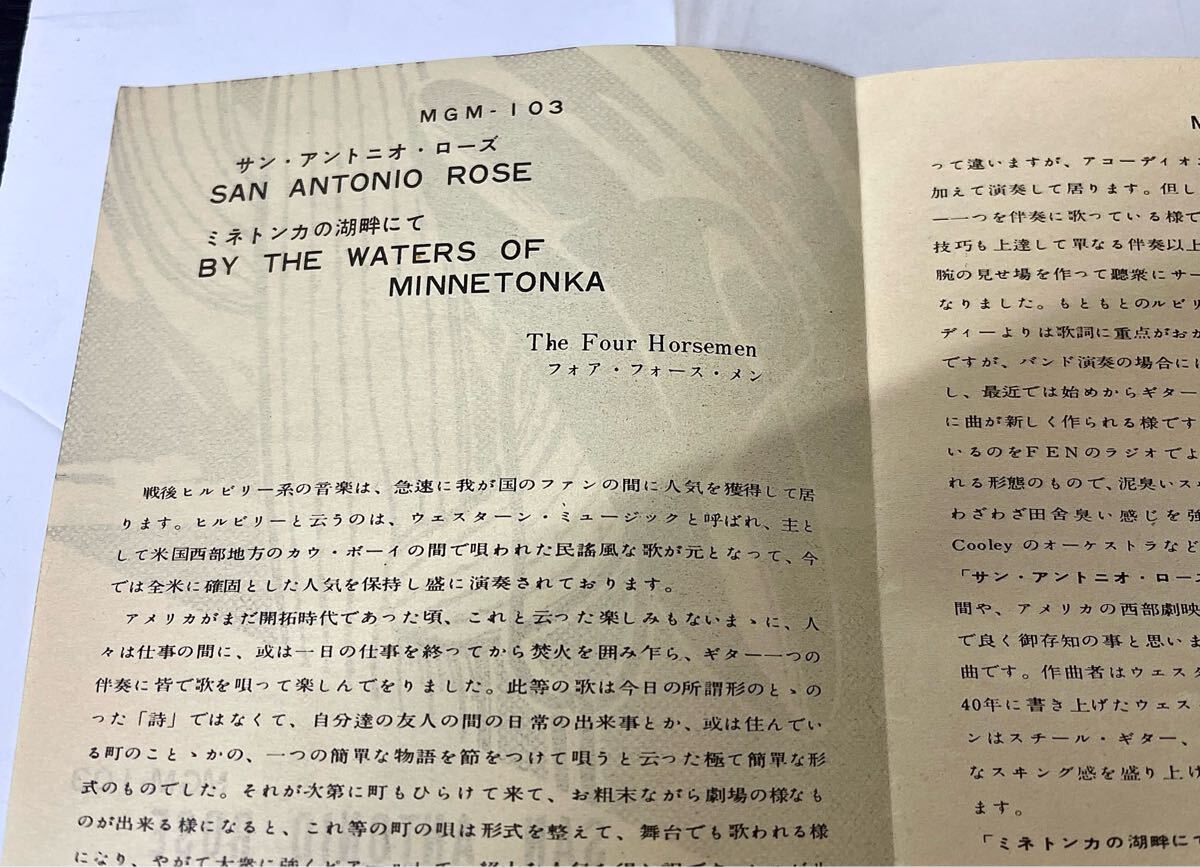 MGM-103
サン・アントニオ・ローズ
SAN ANTONIO ROSE
ミネトンカの湖畔にて
BY THE WATERS OF
MINNETONKA
The Four Horsemen
フォア・フォース・メン
戦後ヒルビリー系の音楽は、急速に我が国のファンの間に人気を獲得して居
ります。ヒルビリーと云うのは、ウェスターン・ミュージックと呼ばれ、主と
して米国西部地方のカウ・ボーイの間で唄われた民謡風な歌が元となって、今
では全米に確固とした人気を保持し盛に演奏されております。
アメリカがまだ開拓時代であった頃、これと云った楽しみもないまゝに、人
々は仕事の間に、或は一日の仕事を終ってから焚火を囲み乍ら、ギター一つの
伴奏に皆で歌を唄って楽しんでをりました。此等の歌は今日の所謂形のとゝの
った「詩」ではなくて、自分達の友人の間の日常の出来事とか、或は住んでい
る町のことゝかの、一つの簡単な物語を節をつけて唄うと云った極て簡単な形
式のものでした。それが次第に町もひらけて来て、お粗末ながら劇場の様なも
のが出来る様になると、これ等の町の唄は形式を整えて、舞台でも歌われる様
になり、やがて大衆に強くピアールして、
M
って違いますが、アコーディオ
加えて演奏して居ります。但し
一一つを伴奏に歌っている様で
技巧も上達して単なる伴奏以上
腕の見せ場を作って聴衆にサー
なりました。もともとのルビリ
ディーよりは歌詞に重点がおか
ですが、バンド演奏の場合には
し、最近では始めからギター
に曲が新しく作られる様です
いるのをFENのラジオでよ
れる形態のもので、泥臭いス
わざわざ田舎臭い感じを強
Cooley のオーケストラなど
「サン・アントニオ・ロー
間や、アメリカの西部劇映
で良く御存知の事と思いま
曲です。作曲者はウェスタ
40年に書き上げたウェス
ンはスチール・ギター、
なスヰング感を盛り上げ
ます。
「ミネトンカの湖畔にて